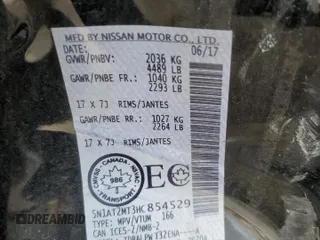 MFD BY NISSAN MOTOR CO., LTD.
DATE: 06/17
GVWR/PNBV: 2036 KG
4489 LB
GAWR/PNBE FR.: 1040 KG
2293 LB
17 X 7J RIMS/JANTES
GAWR/PNBE RR.: 1027 KG
2264 LB
17 X 7J RIMS/JANTES
CANADA
986
EC
5N1AT2MT3HC854529
TYPE: MPV/VTUM 166
CAN ICES-2/NMB-2